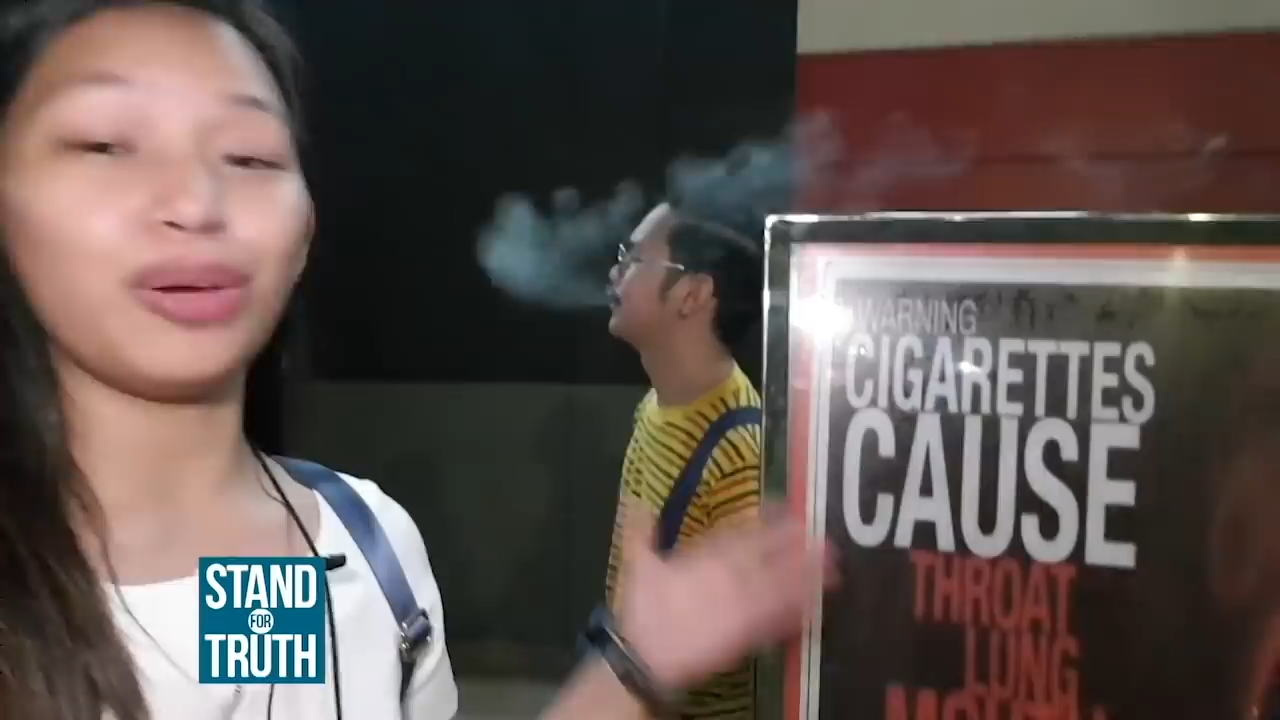 STAND
FOR
TRUTH
WARNING
CIGARETTES
CAUSE
THROAT
LUNG